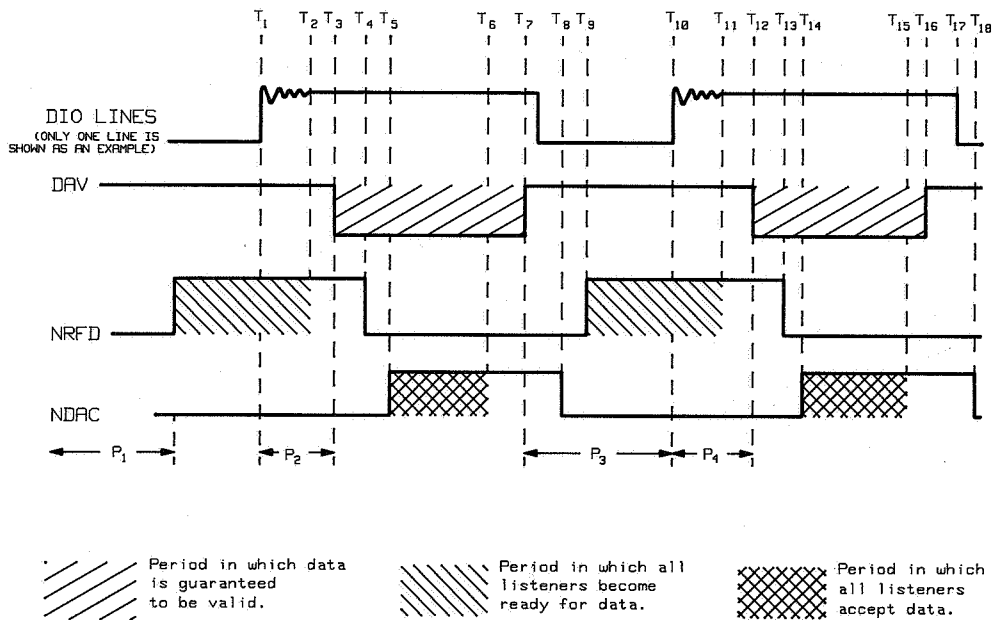 T1 T2 T3 T4 T5 T6 T7 T8 T9 T10 T11 T12 T13 T14 T15 T16 T17 T18
DIO LINES
(ONLY ONE LINE IS
SHOWN AS AN EXAMPLE)
DAV
NRFD
NDAC
P1 P2 P3 P4
Period in which data
is guaranteed
to be valid.
Period in which all
listeners become
ready for data.
Period in which
all listeners
accept data.